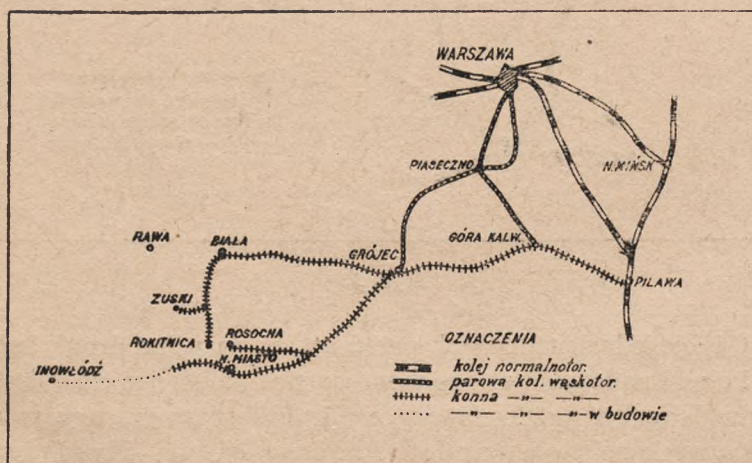 WARSZAWA
PIASECZNO
N. MIŃSK
RAWA
BIAŁA
GRÓJEC
GÓRA KALW.
PILAWA
ZUSKI
ROKITNICA
ROSOCHA
N. MIASTO
INOWŁÓDŹ
OZNACZENIA
kolej normalnotor.
parowa kol. wąskotor.
konna —„— —„—
—„— —„— —„— w budowie